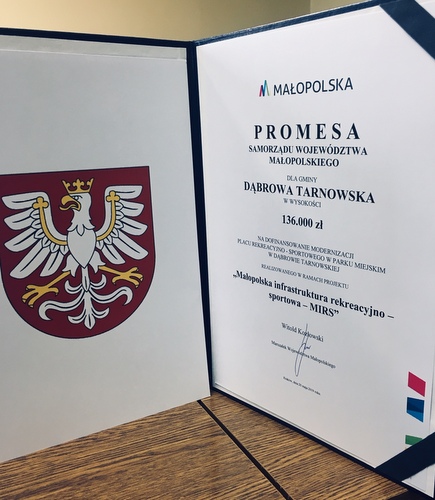 MAŁOPOLSKA
PROMESA
SAMORZĄDU WOJEWÓDZTWA
MAŁOPOLSKIEGO
DLA GMINY
DĄBROWA TARNOWSKA
W WYSOKOŚCI
136.000 zł
NA DOFINANSOWANIE MODERNIZACJI
PLACU REKREACYJNO - SPORTOWEGO W PARKU MIEJSKIM
W DĄBROWIE TARNOWSKIEJ
REALIZOWANEGO W RAMACH PROJEKTU
„Małopolska infrastruktura rekreacyjno –
sportowa – MIRS”
Witold Kozłowski
Marszałek Województwa Małopolskiego